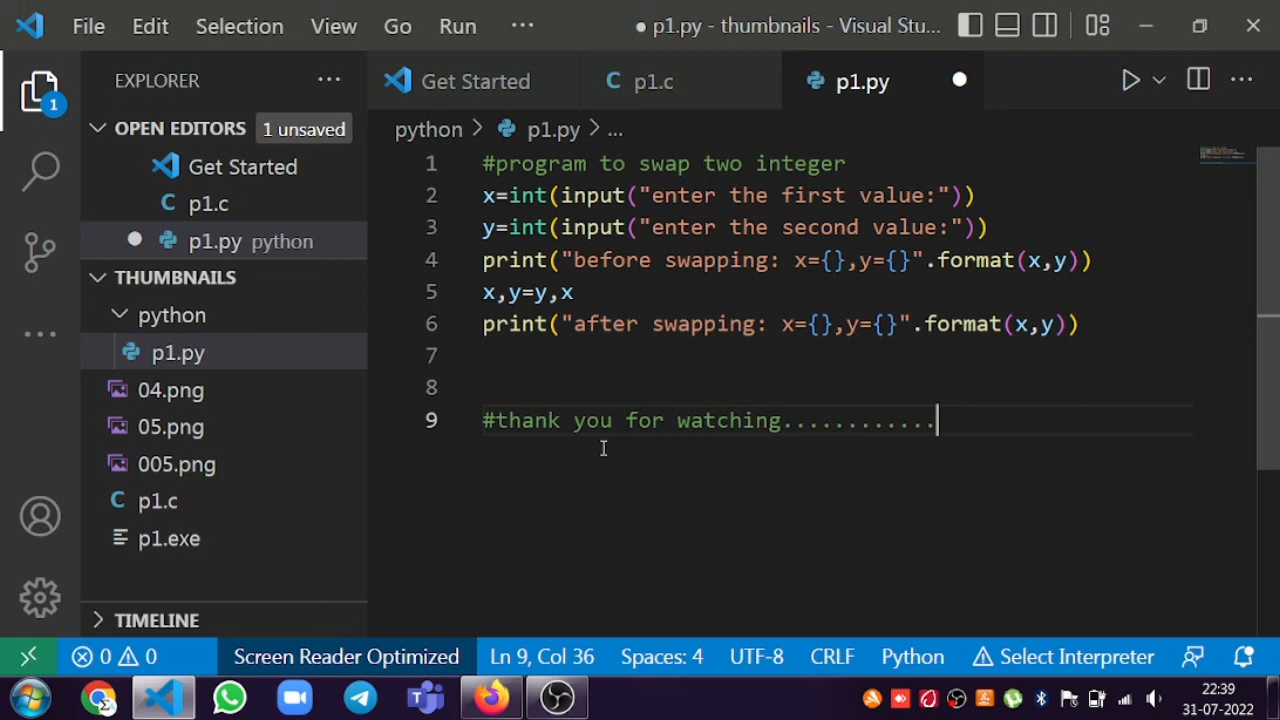 File Edit Selection View Go Run ··· ● p1.py - thumbnails - Visual Stu...
EXPLORER ···
Get Started
C p1.c
p1.py
OPEN EDITORS 1 unsaved
Get Started
C p1.c
p1.py python
THUMBNAILS
python
p1.py
04.png
05.png
005.png
C p1.c
p1.exe
TIMELINE
python > p1.py > ...
1 #program to swap two integer
2 x=int(input("enter the first value:"))
3 y=int(input("enter the second value:"))
4 print("before swapping: x={},y={}".format(x,y))
5 x,y=y,x
6 print("after swapping: x={},y={}".format(x,y))
7
8
9 #thank you for watching............
1
0 0 Screen Reader Optimized Ln 9, Col 36 Spaces: 4 UTF-8 CRLF Python Select Interpreter
22:39
31-07-2022